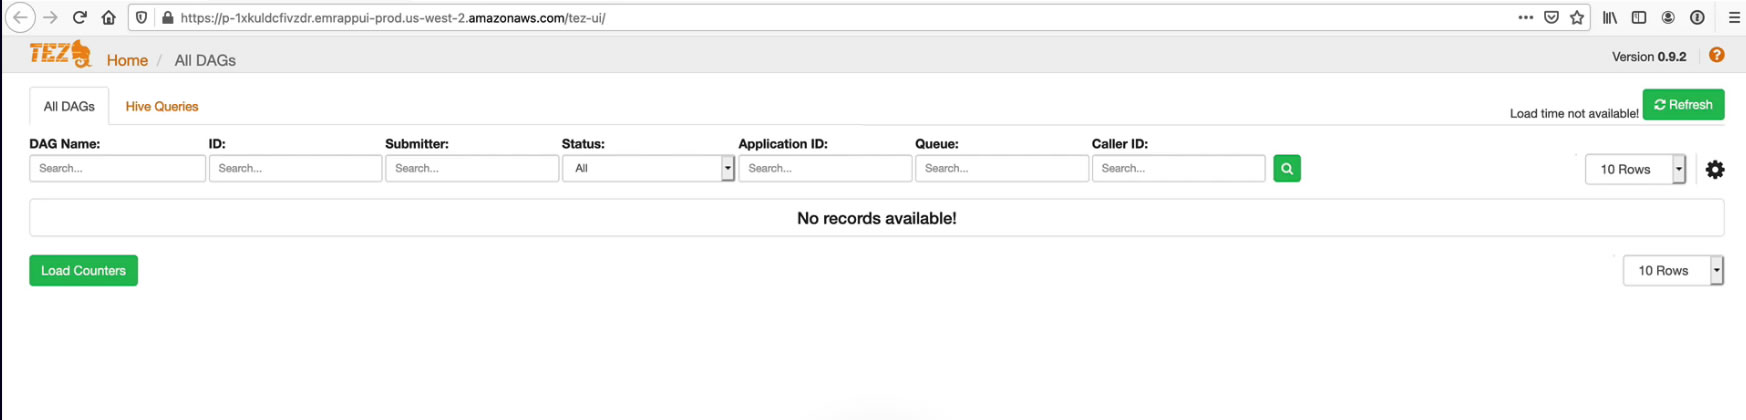 https://p-1xkuldcfivzdr.emrappui-prod.us-west-2.amazonaws.com/tez-ui/
TEZ Home / All DAGs Version 0.9.2 ?
All DAGs Hive Queries Load time not available! Refresh
DAG Name: ID: Submitter: Status: Application ID: Queue: Caller ID:
Search... Search... Search... All Search... Search... Search... 10 Rows
No records available!
Load Counters 10 Rows